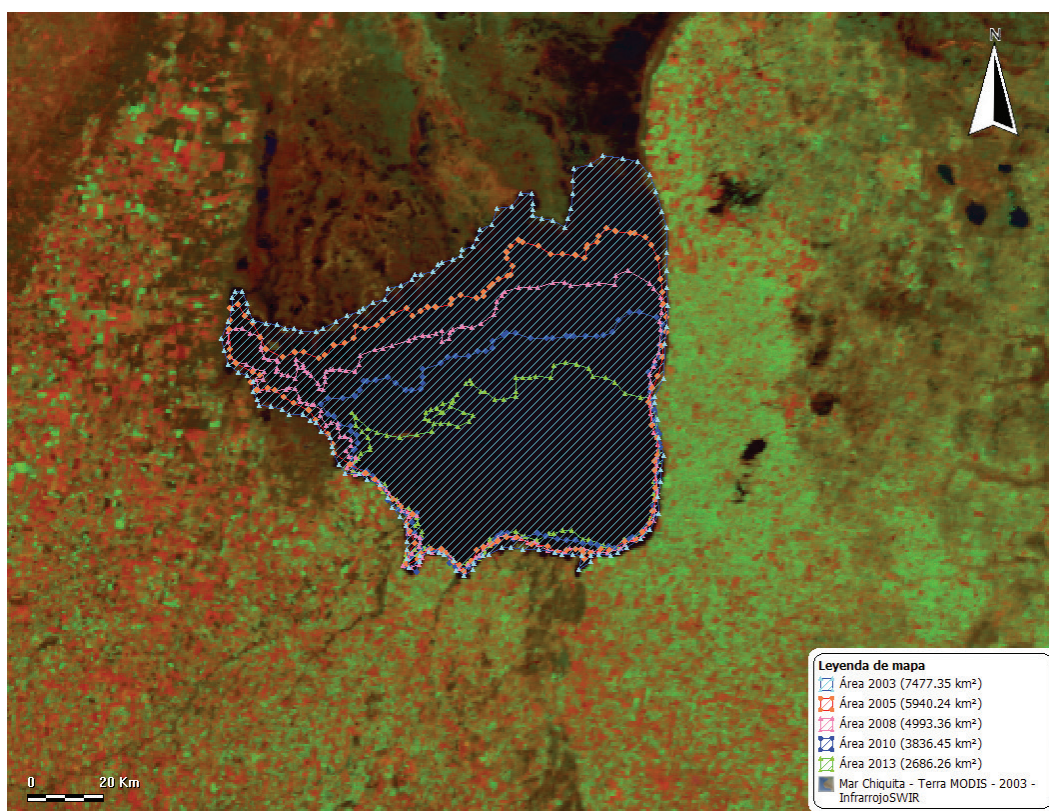 N
Leyenda de mapa
Área 2003 (7477.35 km²)
Área 2005 (5940.24 km²)
Área 2008 (4993.36 km²)
Área 2010 (3836.45 km²)
Área 2013 (2686.26 km²)
Mar Chiquita - Terra MODIS - 2003 -
InfrarrojoSWIR
0 20 Km